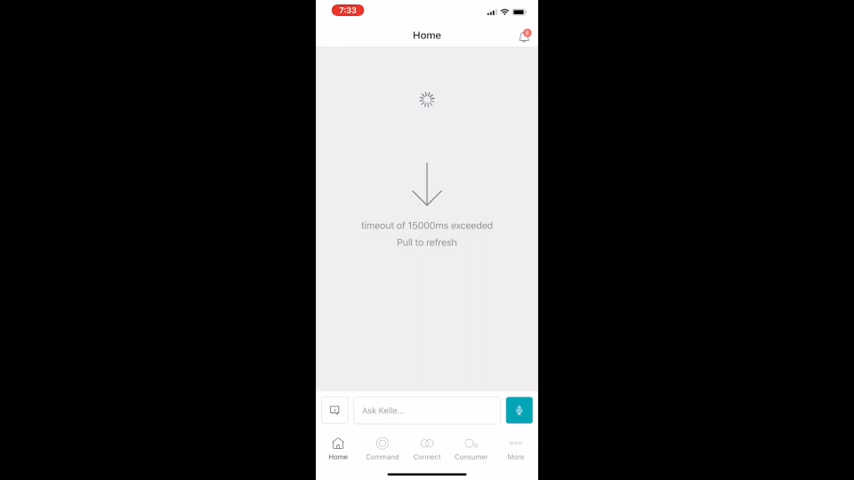 7:33
Home
timeout of 15000ms exceeded
Pull to refresh
Ask Kelle...
Home Command Connect Consumer More